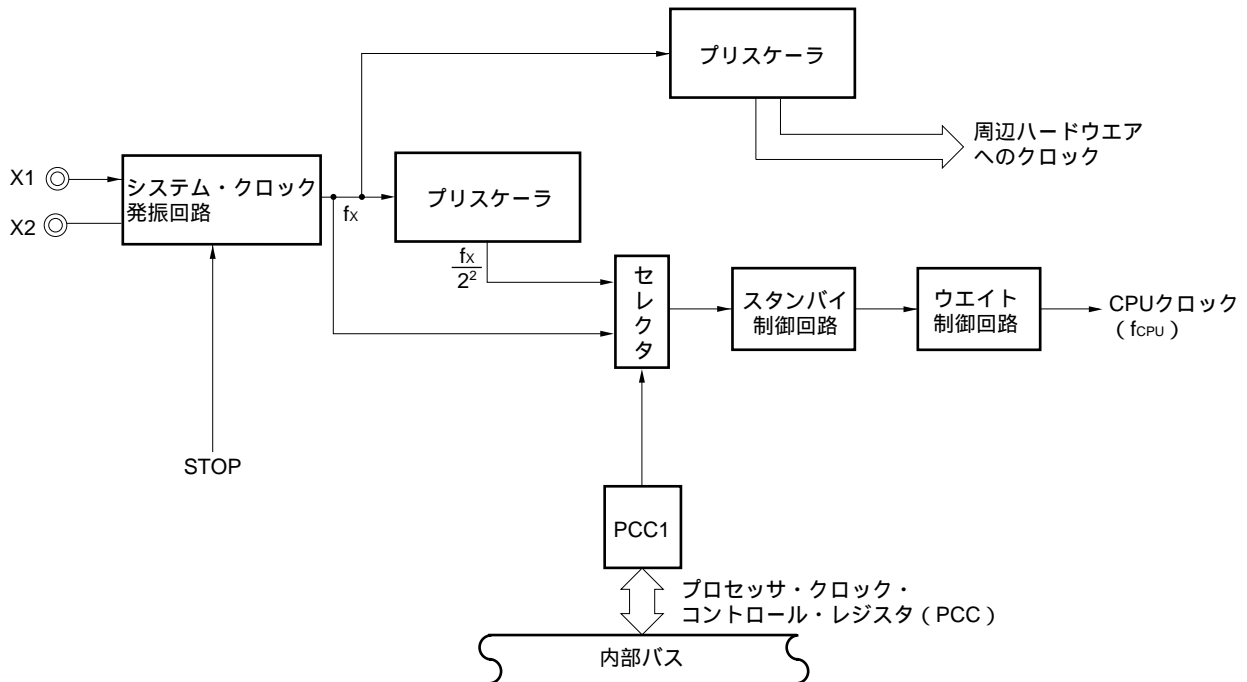 プリスケーラ
周辺ハードウエア
へのクロック
X1
X2
システム・クロック
発振回路
fX
プリスケーラ
fX
2²
セレクタ
スタンバイ
制御回路
ウエイト
制御回路
CPUクロック
(fCPU)
STOP
PCC1
プロセッサ・クロック・
コントロール・レジスタ(PCC)
内部バス